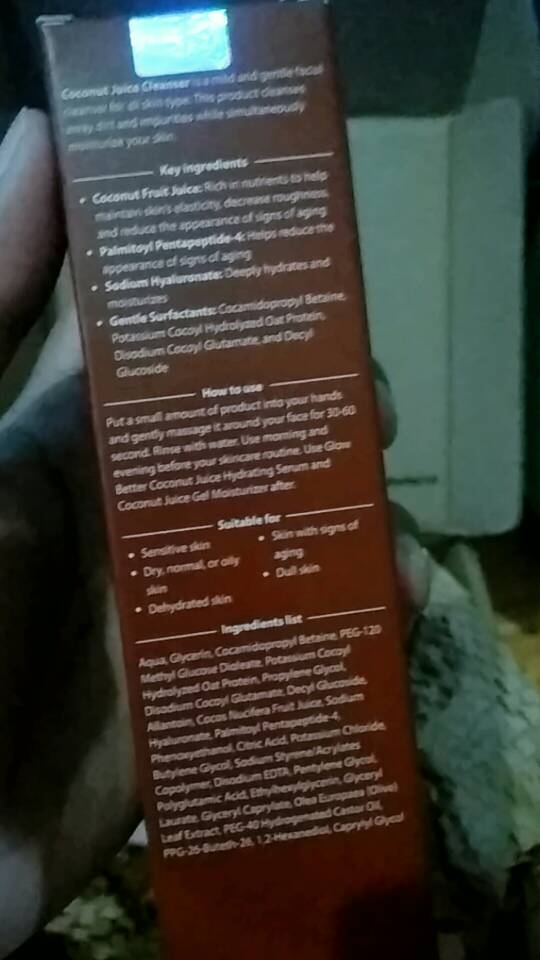 Coconut Juice Cleanser is a mild and gentle facial
cleanser for all skin type. This product cleanses
away dirt and impurities while simultaneously
moisturize your skin.
Key ingredients
• Coconut Fruit Juice: Rich in nutrients to help
maintain skin's elasticity, decrease roughness,
and reduce the appearance of signs of aging
• Palmitoyl Pentapeptide-4: Helps reduce the
appearance of signs of aging
• Sodium Hyaluronate: Deeply hydrates and
moisturizes
• Gentle Surfactants: Cocamidopropyl Betaine,
Potassium Cocoyl Hydrolyzed Oat Protein,
Disodium Cocoyl Glutamate, and Decyl
Glucoside
How to use
Put a small amount of product into your hands
and gently massage it around your face for 30-60
second. Rinse with water. Use morning and
evening before your skincare routine. Use Glow
Better Coconut Juice Hydrating Serum and
Coconut Juice Gel Moisturizer after.
Suitable for
• Sensitive skin
• Dry, normal, or oily
skin
• Dehydrated skin
• Skin with signs of
aging
• Dull skin
Ingredients list
Aqua, Glycerin, Cocamidopropyl Betaine, PEG-120
Methyl Glucose Dioleate, Potassium Cocoyl
Hydrolyzed Oat Protein, Propylene Glycol,
Disodium Cocoyl Glutamate, Decyl Glucoside,
Allantoin, Cocos Nucifera Fruit Juice, Sodium
Hyaluronate, Palmitoyl Pentapeptide-4,
Phenoxyethanol, Citric Acid, Potassium Chloride,
Butylene Glycol, Sodium Styrene/Acrylates
Copolymer, Disodium EDTA, Pentylene Glycol,
Polyglutamic Acid, Ethylhexylglycerin, Glyceryl
Laurate, Glyceryl Caprylate, Olea Europaea (Olive)
Leaf Extract, PEG-40 Hydrogenated Castor Oil,
PPG-26-Buteth-26, 1,2-Hexanediol, Caprylyl Glycol